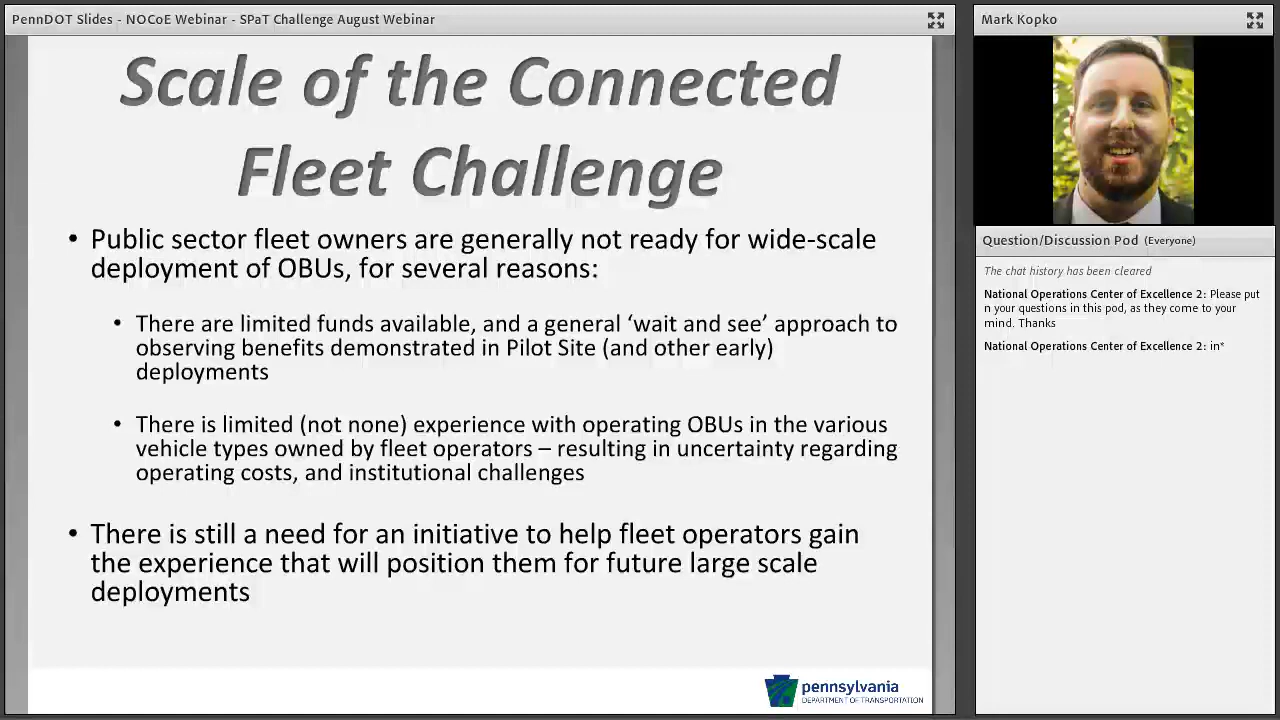 PennDOT Slides - NOCoE Webinar - SPaT Challenge August Webinar
Scale of the Connected
Fleet Challenge
• Public sector fleet owners are generally not ready for wide-scale
deployment of OBUs, for several reasons:
• There are limited funds available, and a general ‘wait and see’ approach to
observing benefits demonstrated in Pilot Site (and other early)
deployments
• There is limited (not none) experience with operating OBUs in the various
vehicle types owned by fleet operators – resulting in uncertainty regarding
operating costs, and institutional challenges
• There is still a need for an initiative to help fleet operators gain
the experience that will position them for future large scale
deployments
pennsylvania
DEPARTMENT OF TRANSPORTATION
Mark Kopko
Question/Discussion Pod (Everyone)
The chat history has been cleared
National Operations Center of Excellence 2: Please put
n your questions in this pod, as they come to your
mind. Thanks
National Operations Center of Excellence 2: in*